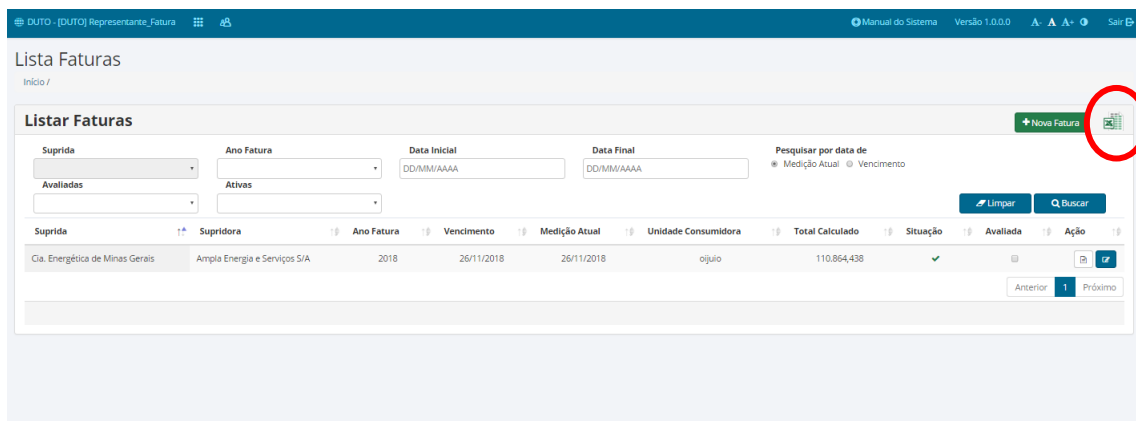 DUTO - [DUTO] Representante_Fatura Manual do Sistema Versão 1.0.0.0 A- A A+ Sair
Lista Faturas
Início /
Listar Faturas +Nova Fatura
Suprida Ano Fatura Data Inicial Data Final Pesquisar por data de
DD/MM/AAAA DD/MM/AAAA Medição Atual Vencimento
Avaliadas Ativas
Limpar Buscar
Suprida Supridora Ano Fatura Vencimento Medição Atual Unidade Consumidora Total Calculado Situação Avaliada Ação
Cia. Energética de Minas Gerais Ampla Energia e Serviços S/A 2018 26/11/2018 26/11/2018 oijuio 110.864,438
Anterior 1 Próximo